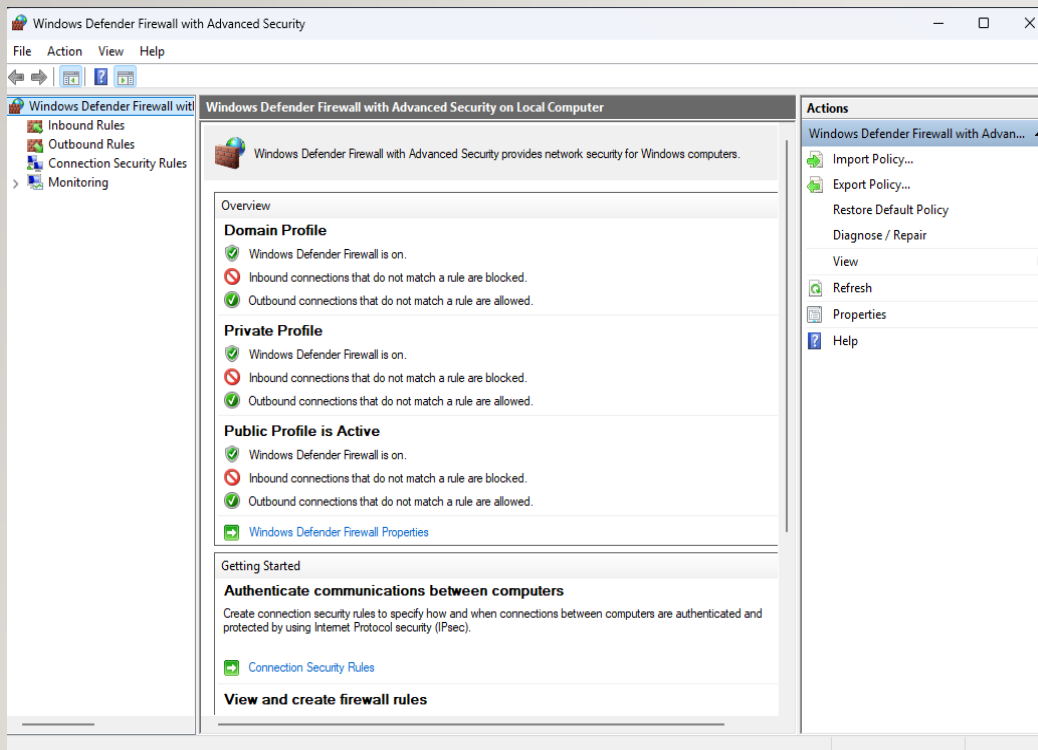 Windows Defender Firewall with Advanced Security
File Action View Help
Windows Defender Firewall with
Inbound Rules
Outbound Rules
Connection Security Rules
Monitoring
Windows Defender Firewall with Advanced Security on Local Computer
Windows Defender Firewall with Advanced Security provides network security for Windows computers.
Overview
Domain Profile
Windows Defender Firewall is on.
Inbound connections that do not match a rule are blocked.
Outbound connections that do not match a rule are allowed.
Private Profile
Windows Defender Firewall is on.
Inbound connections that do not match a rule are blocked.
Outbound connections that do not match a rule are allowed.
Public Profile is Active
Windows Defender Firewall is on.
Inbound connections that do not match a rule are blocked.
Outbound connections that do not match a rule are allowed.
Windows Defender Firewall Properties
Getting Started
Authenticate communications between computers
Create connection security rules to specify how and when connections between computers are authenticated and
protected by using Internet Protocol security (IPsec).
Connection Security Rules
View and create firewall rules
Actions
Windows Defender Firewall with Advan...
Import Policy...
Export Policy...
Restore Default Policy
Diagnose / Repair
View
Refresh
Properties
Help